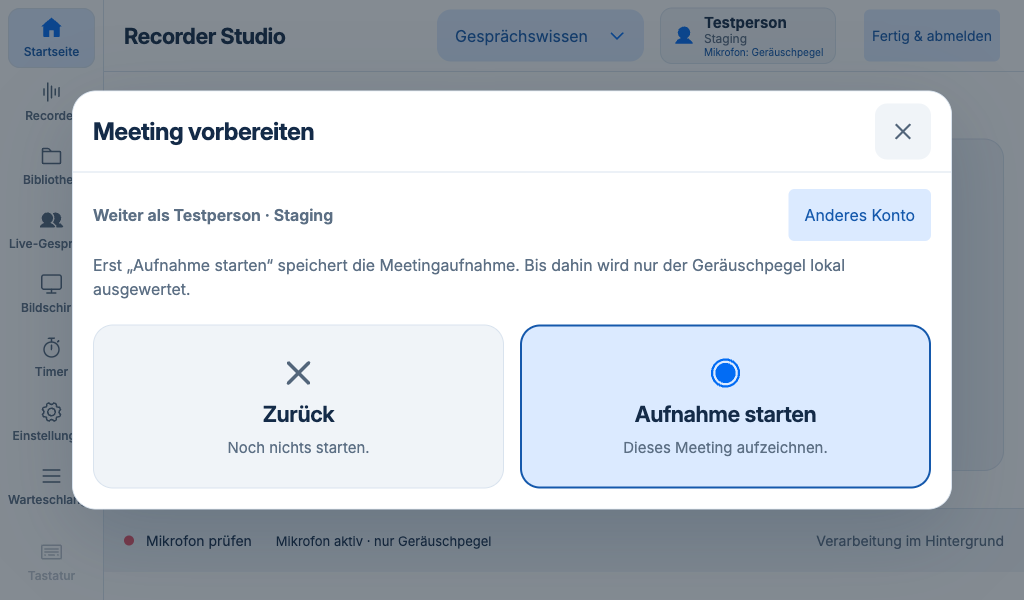 Startseite
Recorder Studio
Gesprächswissen
Testperson
Staging
Mikrofon: Geräuschpegel
Fertig & abmelden
Meeting vorbereiten
Weiter als Testperson · Staging
Anderes Konto
Erst „Aufnahme starten“ speichert die Meetingaufnahme. Bis dahin wird nur der Geräuschpegel lokal
ausgewertet.
Zurück
Noch nichts starten.
Aufnahme starten
Dieses Meeting aufzeichnen.
Timer
Mikrofon prüfen
Mikrofon aktiv · nur Geräuschpegel
Verarbeitung im Hintergrund
Tastatur